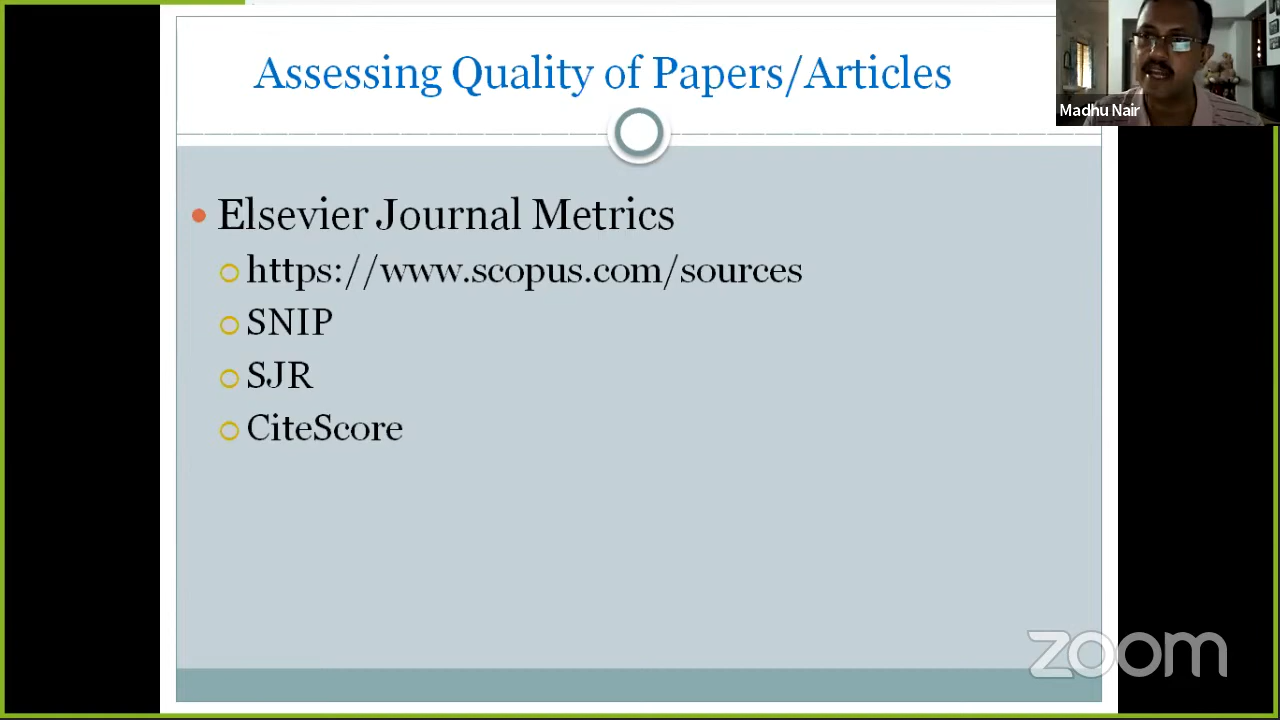 Assessing Quality of Papers/Articles
Madhu Nair
Elsevier Journal Metrics
https://www.scopus.com/sources
SNIP
SJR
CiteScore
zoom